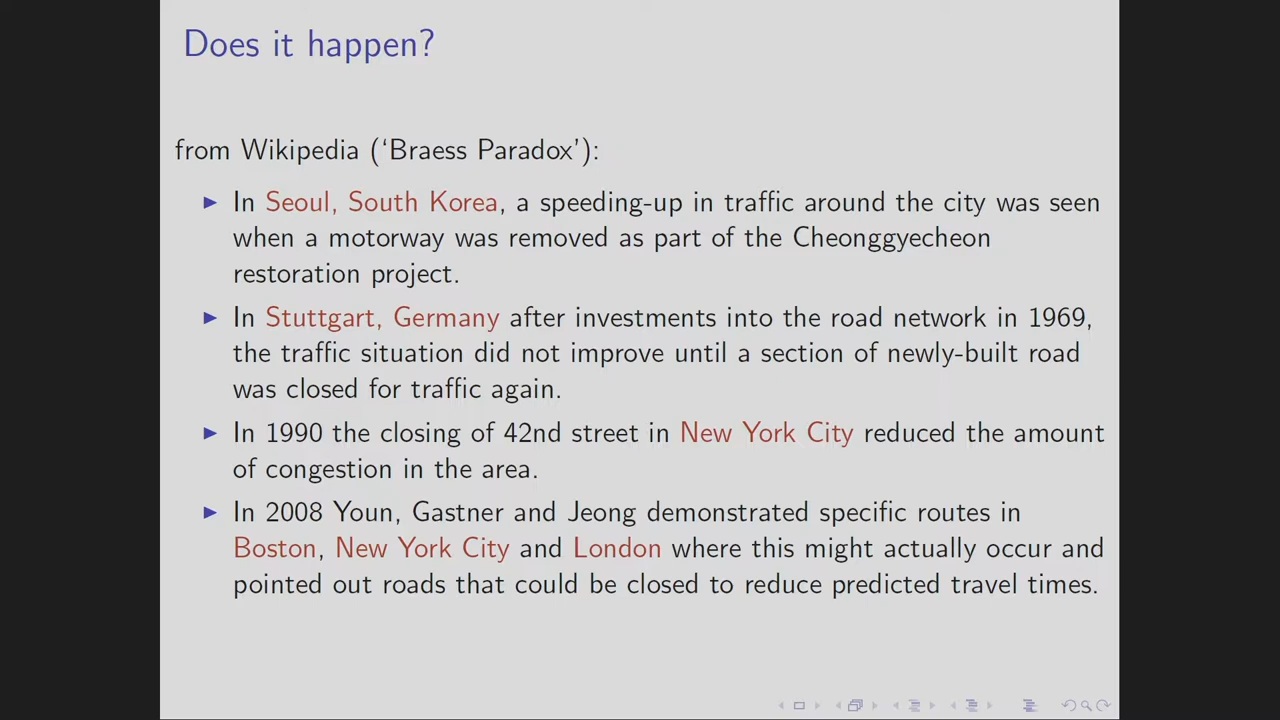 Does it happen?
from Wikipedia (‘Braess Paradox’):
In Seoul, South Korea, a speeding-up in traffic around the city was seen
when a motorway was removed as part of the Cheonggyecheon
restoration project.
In Stuttgart, Germany after investments into the road network in 1969,
the traffic situation did not improve until a section of newly-built road
was closed for traffic again.
In 1990 the closing of 42nd street in New York City reduced the amount
of congestion in the area.
In 2008 Youn, Gastner and Jeong demonstrated specific routes in
Boston, New York City and London where this might actually occur and
pointed out roads that could be closed to reduce predicted travel times.